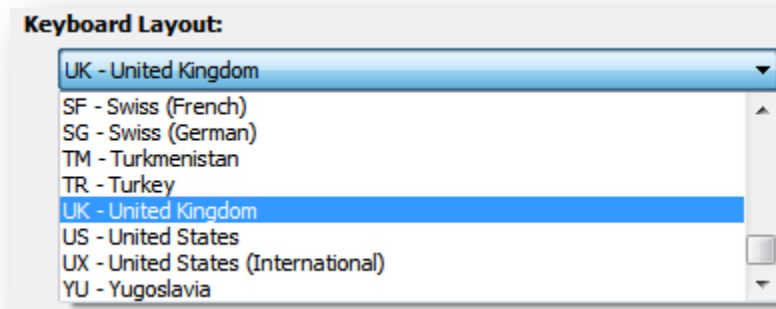 Keyboard Layout:
UK - United Kingdom
SF - Swiss (French)
SG - Swiss (German)
TM - Turkmenistan
TR - Turkey
UK - United Kingdom
US - United States
UX - United States (International)
YU - Yugoslavia